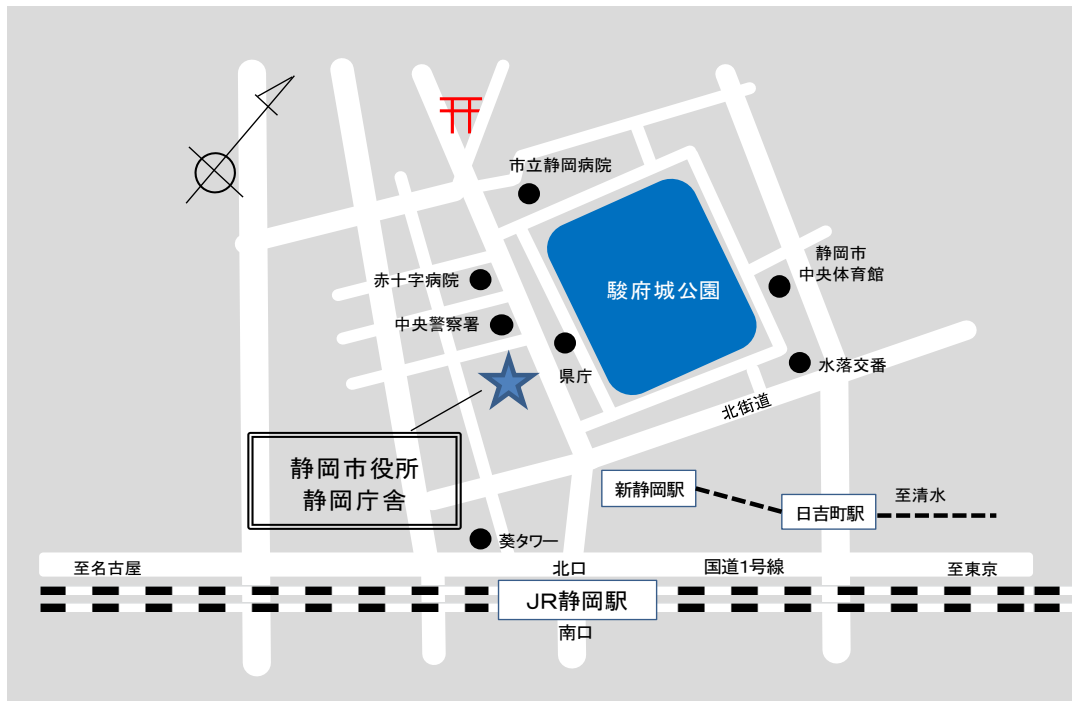 市立静岡病院
静岡市
中央体育館
赤十字病院
駿府城公園
中央警察署
県庁
水落交番
北街道
静岡市役所
静岡庁舎
新静岡駅
日吉町駅
至清水
葵タワー
至名古屋
北口
国道1号線
至東京
JR静岡駅
南口